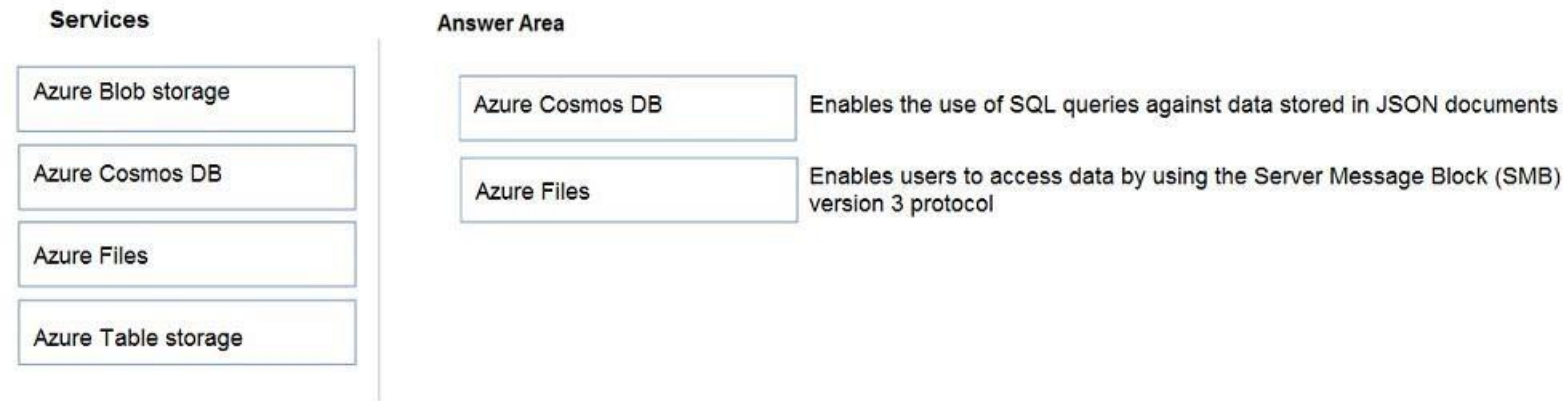 Services
Azure Blob storage
Azure Cosmos DB
Azure Files
Azure Table storage
Answer Area
Azure Cosmos DB
Enables the use of SQL queries against data stored in JSON documents
Azure Files
Enables users to access data by using the Server Message Block (SMB)
version 3 protocol